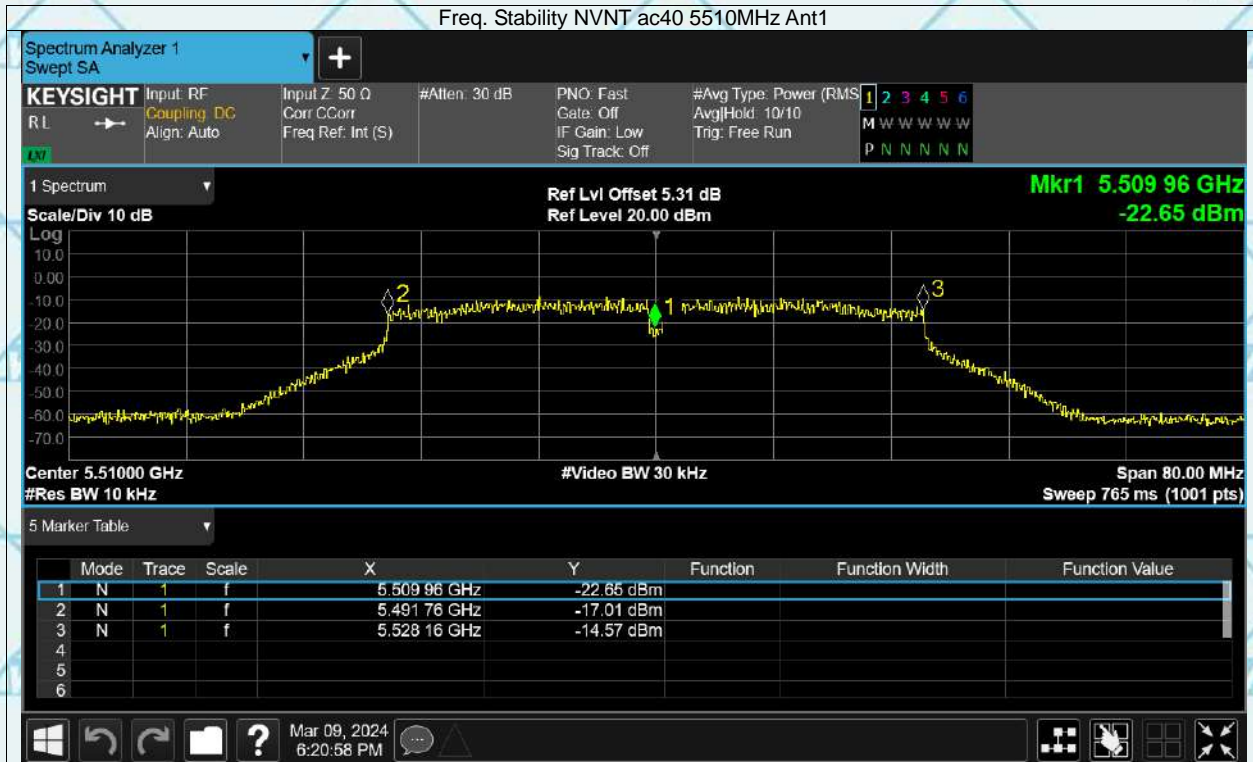 Freq. Stability NVNT ac40 5510MHz Ant1
Spectrum Analyzer 1
Swept SA
+
KEYSIGHT Input: RF Input Z: 50 Ω #Atten: 30 dB PNO: Fast #Avg Type: Power (RMS 1 2 3 4 5 6
RL Coupling: DC Corr CCorr Gate: Off Avg|Hold: 10/10 M W W W W W
Align: Auto Freq Ref: Int (S) IF Gain: Low Trig: Free Run
LXI Sig Track: Off P N N N N N
1 Spectrum Ref Lvl Offset 5.31 dB Mkr1 5.509 96 GHz
Scale/Div 10 dB Ref Level 20.00 dBm -22.65 dBm
Log
10.0
0.00
-10.0
-20.0
-30.0
-40.0
-50.0
-60.0
-70.0
2 1 3
Center 5.51000 GHz #Video BW 30 kHz Span 80.00 MHz
#Res BW 10 kHz Sweep 765 ms (1001 pts)
5 Marker Table
Mode Trace Scale X Y Function Function Width Function Value
1 N 1 f 5.509 96 GHz -22.65 dBm
2 N 1 f 5.491 76 GHz -17.01 dBm
3 N 1 f 5.528 16 GHz -14.57 dBm
4
5
6
? Mar 09, 2024
6:20:58 PM